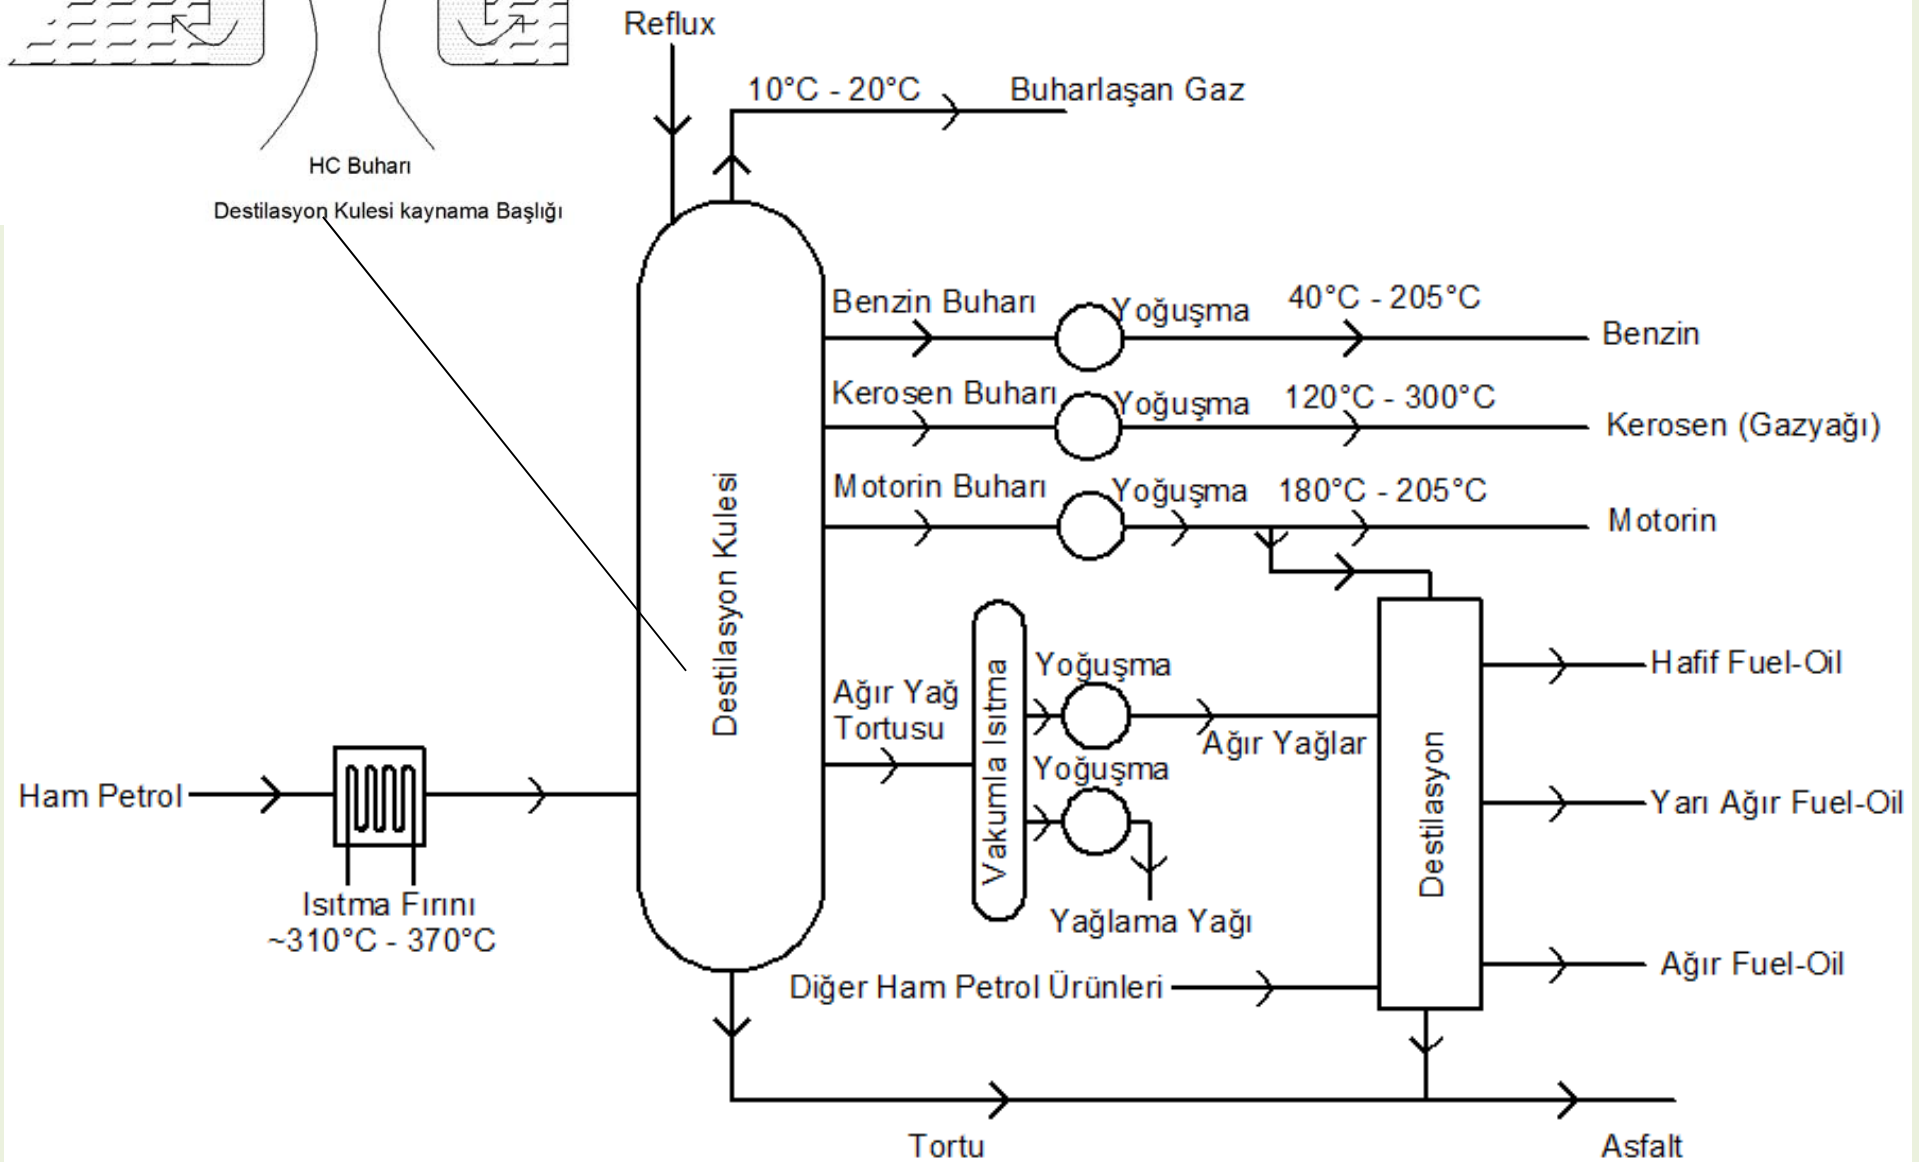 Reflux
10°C - 20°C
Buharlaşan Gaz
HC Buharı
Destilasyon Kulesi kaynama Başlığı
Benzin Buharı
Yoğuşma
40°C - 205°C
Benzin
Kerosen Buharı
Yoğuşma
120°C - 300°C
Kerosen (Gazyağı)
Motorin Buharı
Yoğuşma
180°C - 205°C
Motorin
Destilasyon Kulesi
Ağır Yağ
Tortusu
Vakumla Isıtma
Yoğuşma
Ağır Yağlar
Yoğuşma
Yağlama Yağı
Destilasyon
Hafif Fuel-Oil
Yarı Ağır Fuel-Oil
Ağır Fuel-Oil
Ham Petrol
Isıtma Fırını
~310°C - 370°C
Diğer Ham Petrol Ürünleri
Tortu
Asfalt